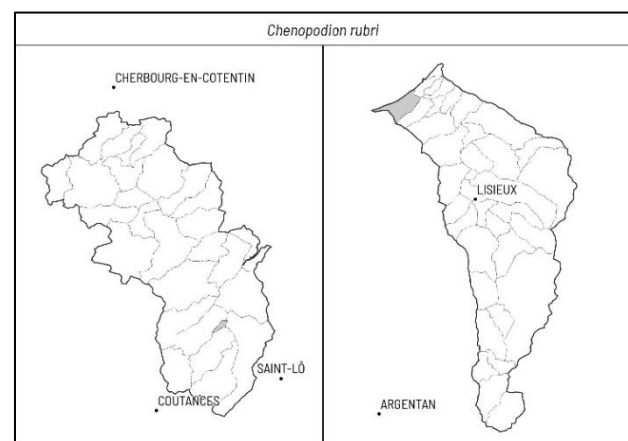 Chenopodion rubri
CHERBOURG-EN-COTENTIN
SAINT-LÔ
COUTANCES
LISIEUX
ARGENTAN